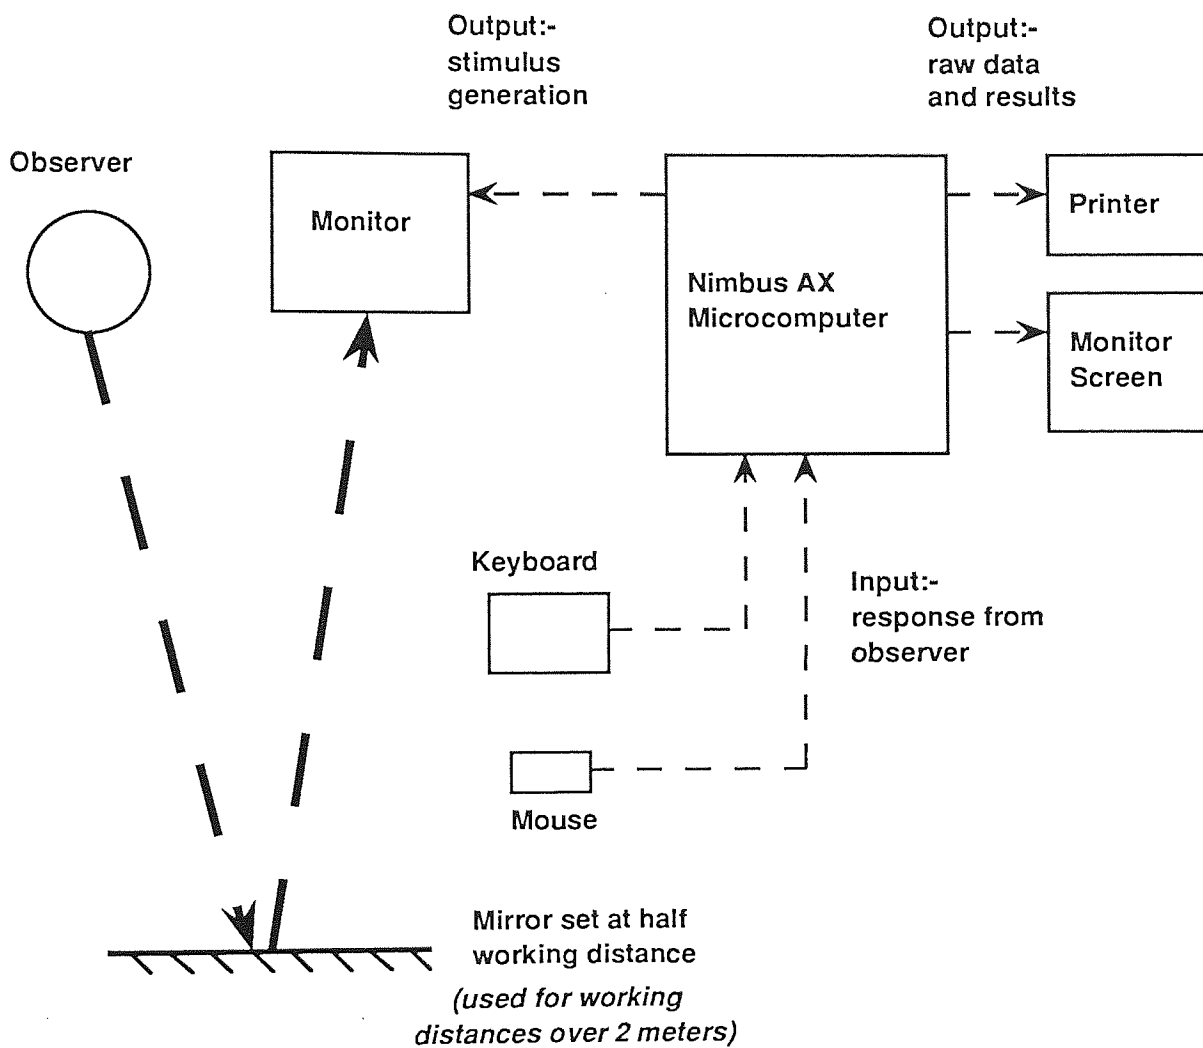 Output:-
stimulus
generation
Output:-
raw data
and results
Observer
Monitor
Nimbus AX
Microcomputer
Printer
Monitor
Screen
Keyboard
Input:-
response from
observer
Mouse
Mirror set at half
working distance
(used for working
distances over 2 meters)